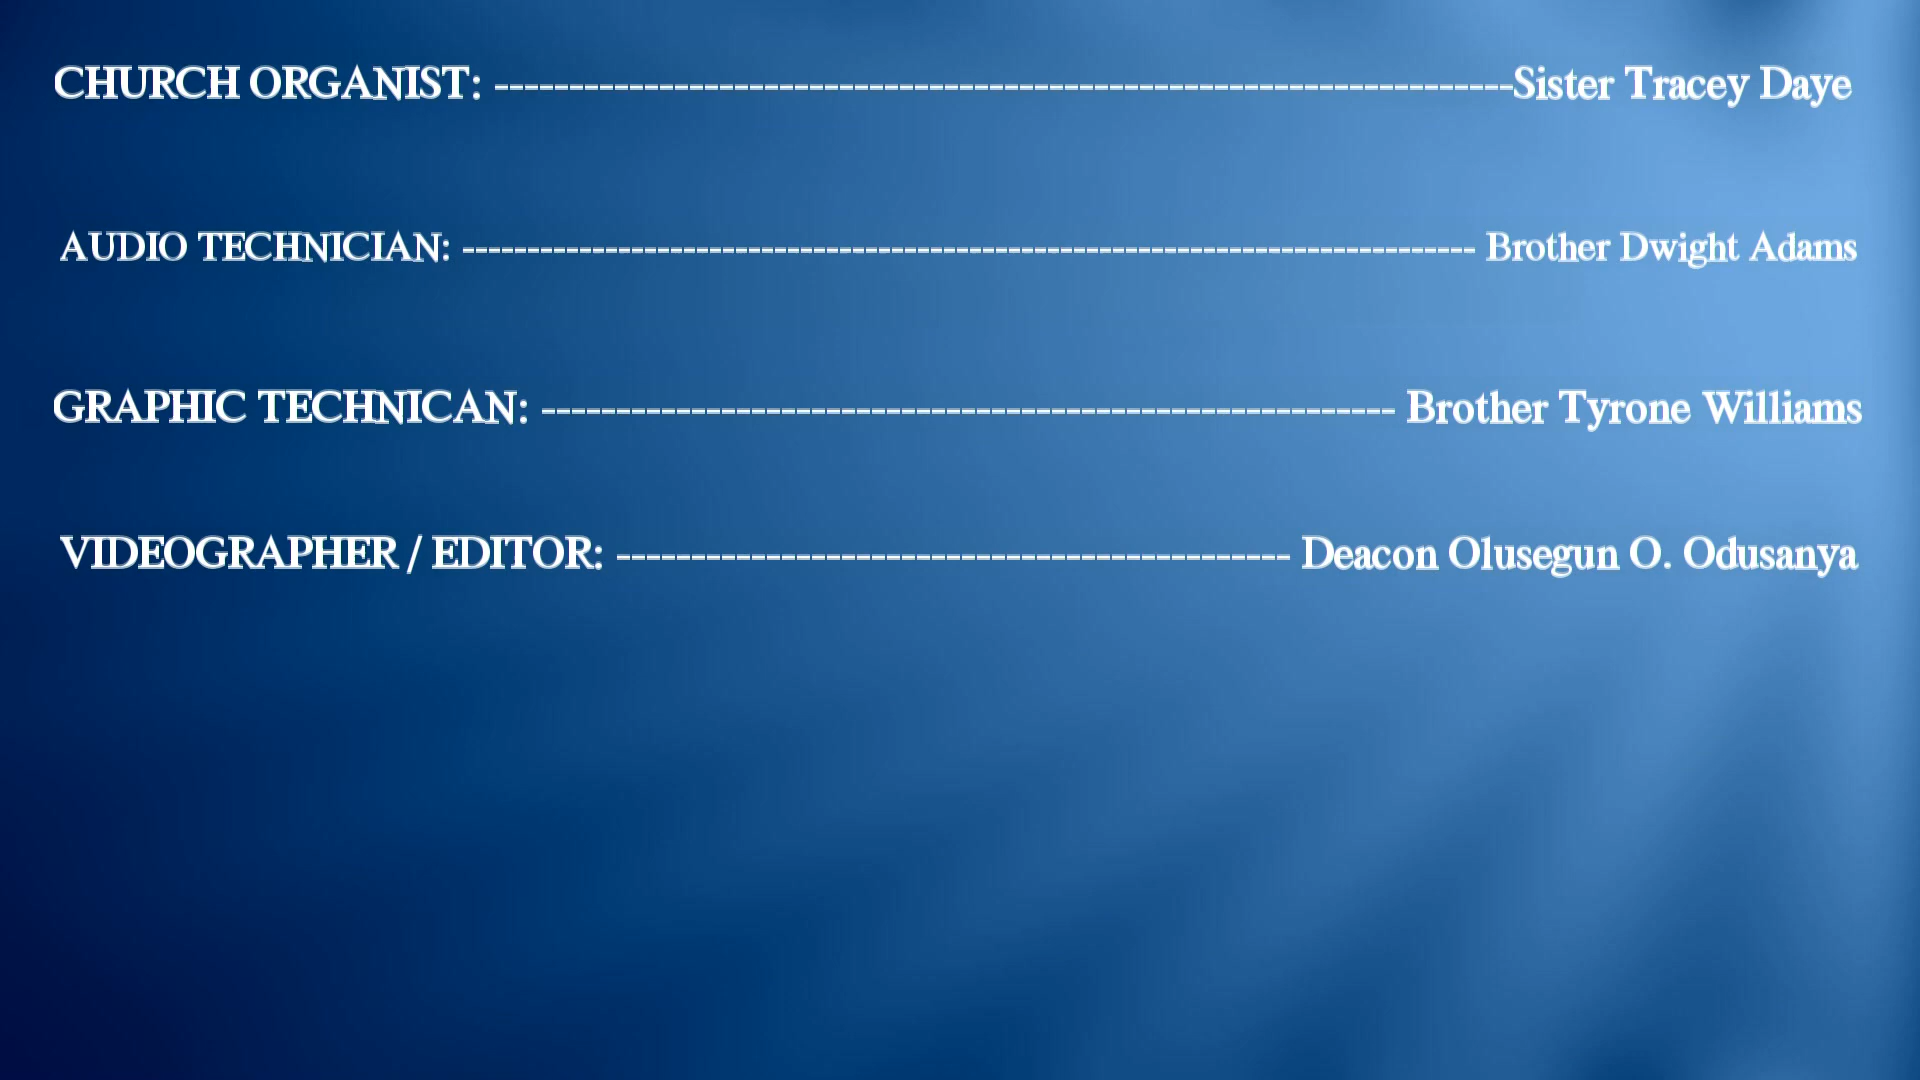 CHURCH ORGANIST: --------------------------------------------------------------------Sister Tracey Daye
AUDIO TECHNICIAN: ------------------------------------------------------------------------------ Brother Dwight Adams
GRAPHIC TECHNICAN: --------------------------------------------------------- Brother Tyrone Williams
VIDEOGRAPHER / EDITOR: --------------------------------------------- Deacon Olusegun O. Odusanya